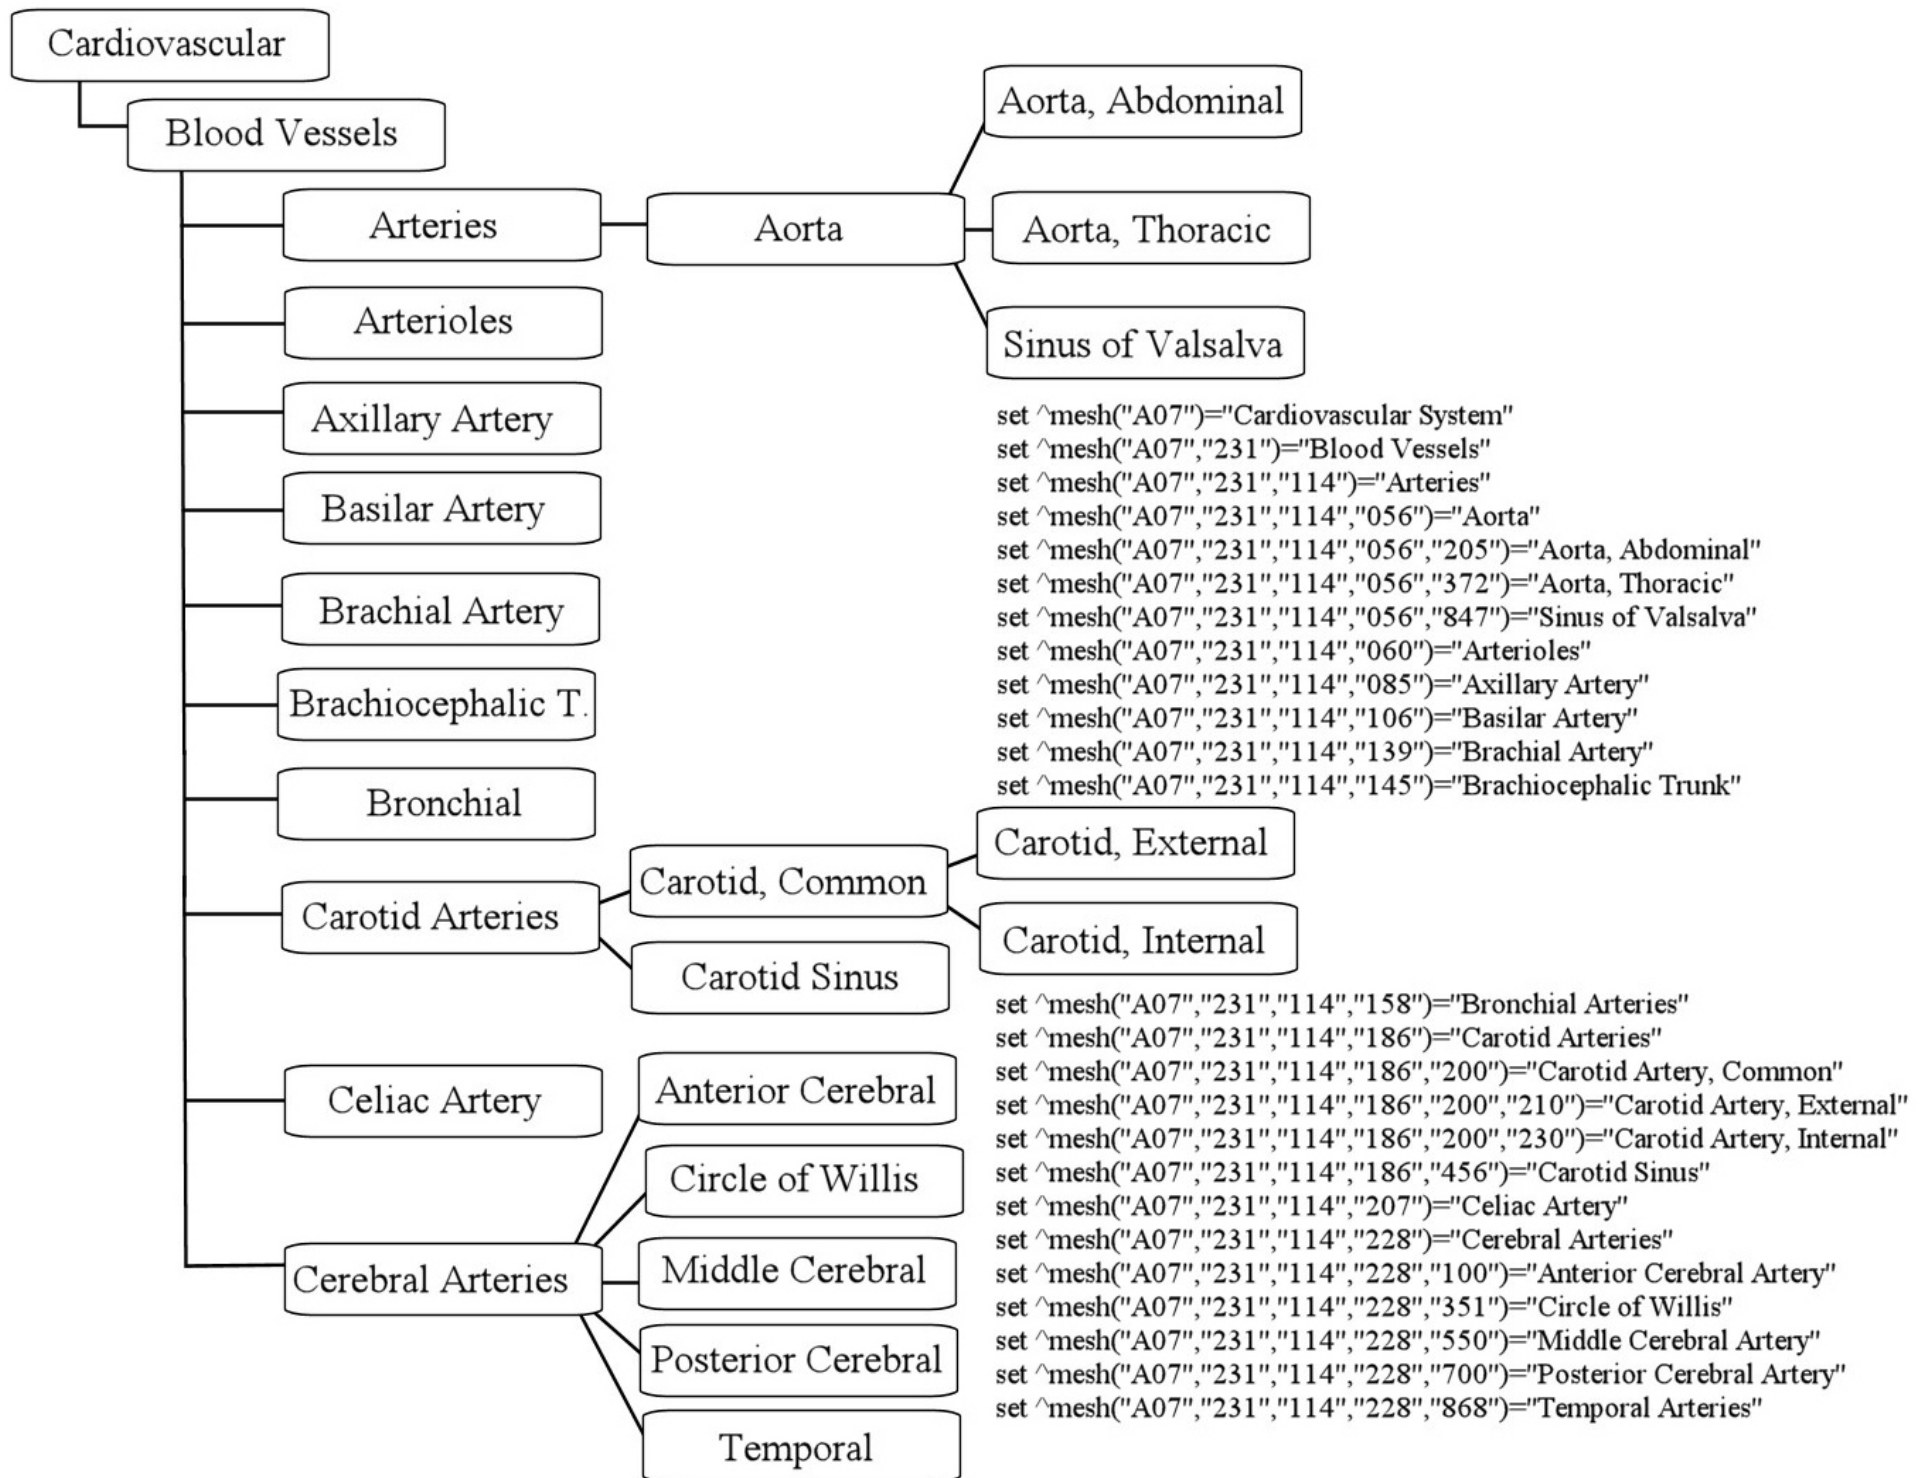 Cardiovascular
Blood Vessels
Arteries
Aorta
Aorta, Abdominal
Aorta, Thoracic
Sinus of Valsalva
Arterioles
Axillary Artery
Basilar Artery
Brachial Artery
Brachiocephalic T.
Bronchial
set ^mesh("A07")="Cardiovascular System"
set ^mesh("A07","231")="Blood Vessels"
set ^mesh("A07","231","114")="Arteries"
set ^mesh("A07","231","114","056")="Aorta"
set ^mesh("A07","231","114","056","205")="Aorta, Abdominal"
set ^mesh("A07","231","114","056","372")="Aorta, Thoracic"
set ^mesh("A07","231","114","056","847")="Sinus of Valsalva"
set ^mesh("A07","231","114","060")="Arterioles"
set ^mesh("A07","231","114","085")="Axillary Artery"
set ^mesh("A07","231","114","106")="Basilar Artery"
set ^mesh("A07","231","114","139")="Brachial Artery"
set ^mesh("A07","231","114","145")="Brachiocephalic Trunk"
Carotid Arteries
Carotid, Common
Carotid, External
Carotid, Internal
Carotid Sinus
Celiac Artery
Cerebral Arteries
Anterior Cerebral
Circle of Willis
Middle Cerebral
Posterior Cerebral
Temporal
set ^mesh("A07","231","114","158")="Bronchial Arteries"
set ^mesh("A07","231","114","186")="Carotid Arteries"
set ^mesh("A07","231","114","186","200")="Carotid Artery, Common"
set ^mesh("A07","231","114","186","200","210")="Carotid Artery, External"
set ^mesh("A07","231","114","186","200","230")="Carotid Artery, Internal"
set ^mesh("A07","231","114","186","456")="Carotid Sinus"
set ^mesh("A07","231","114","207")="Celiac Artery"
set ^mesh("A07","231","114","228")="Cerebral Arteries"
set ^mesh("A07","231","114","228","100")="Anterior Cerebral Artery"
set ^mesh("A07","231","114","228","351")="Circle of Willis"
set ^mesh("A07","231","114","228","550")="Middle Cerebral Artery"
set ^mesh("A07","231","114","228","700")="Posterior Cerebral Artery"
set ^mesh("A07","231","114","228","868")="Temporal Arteries"